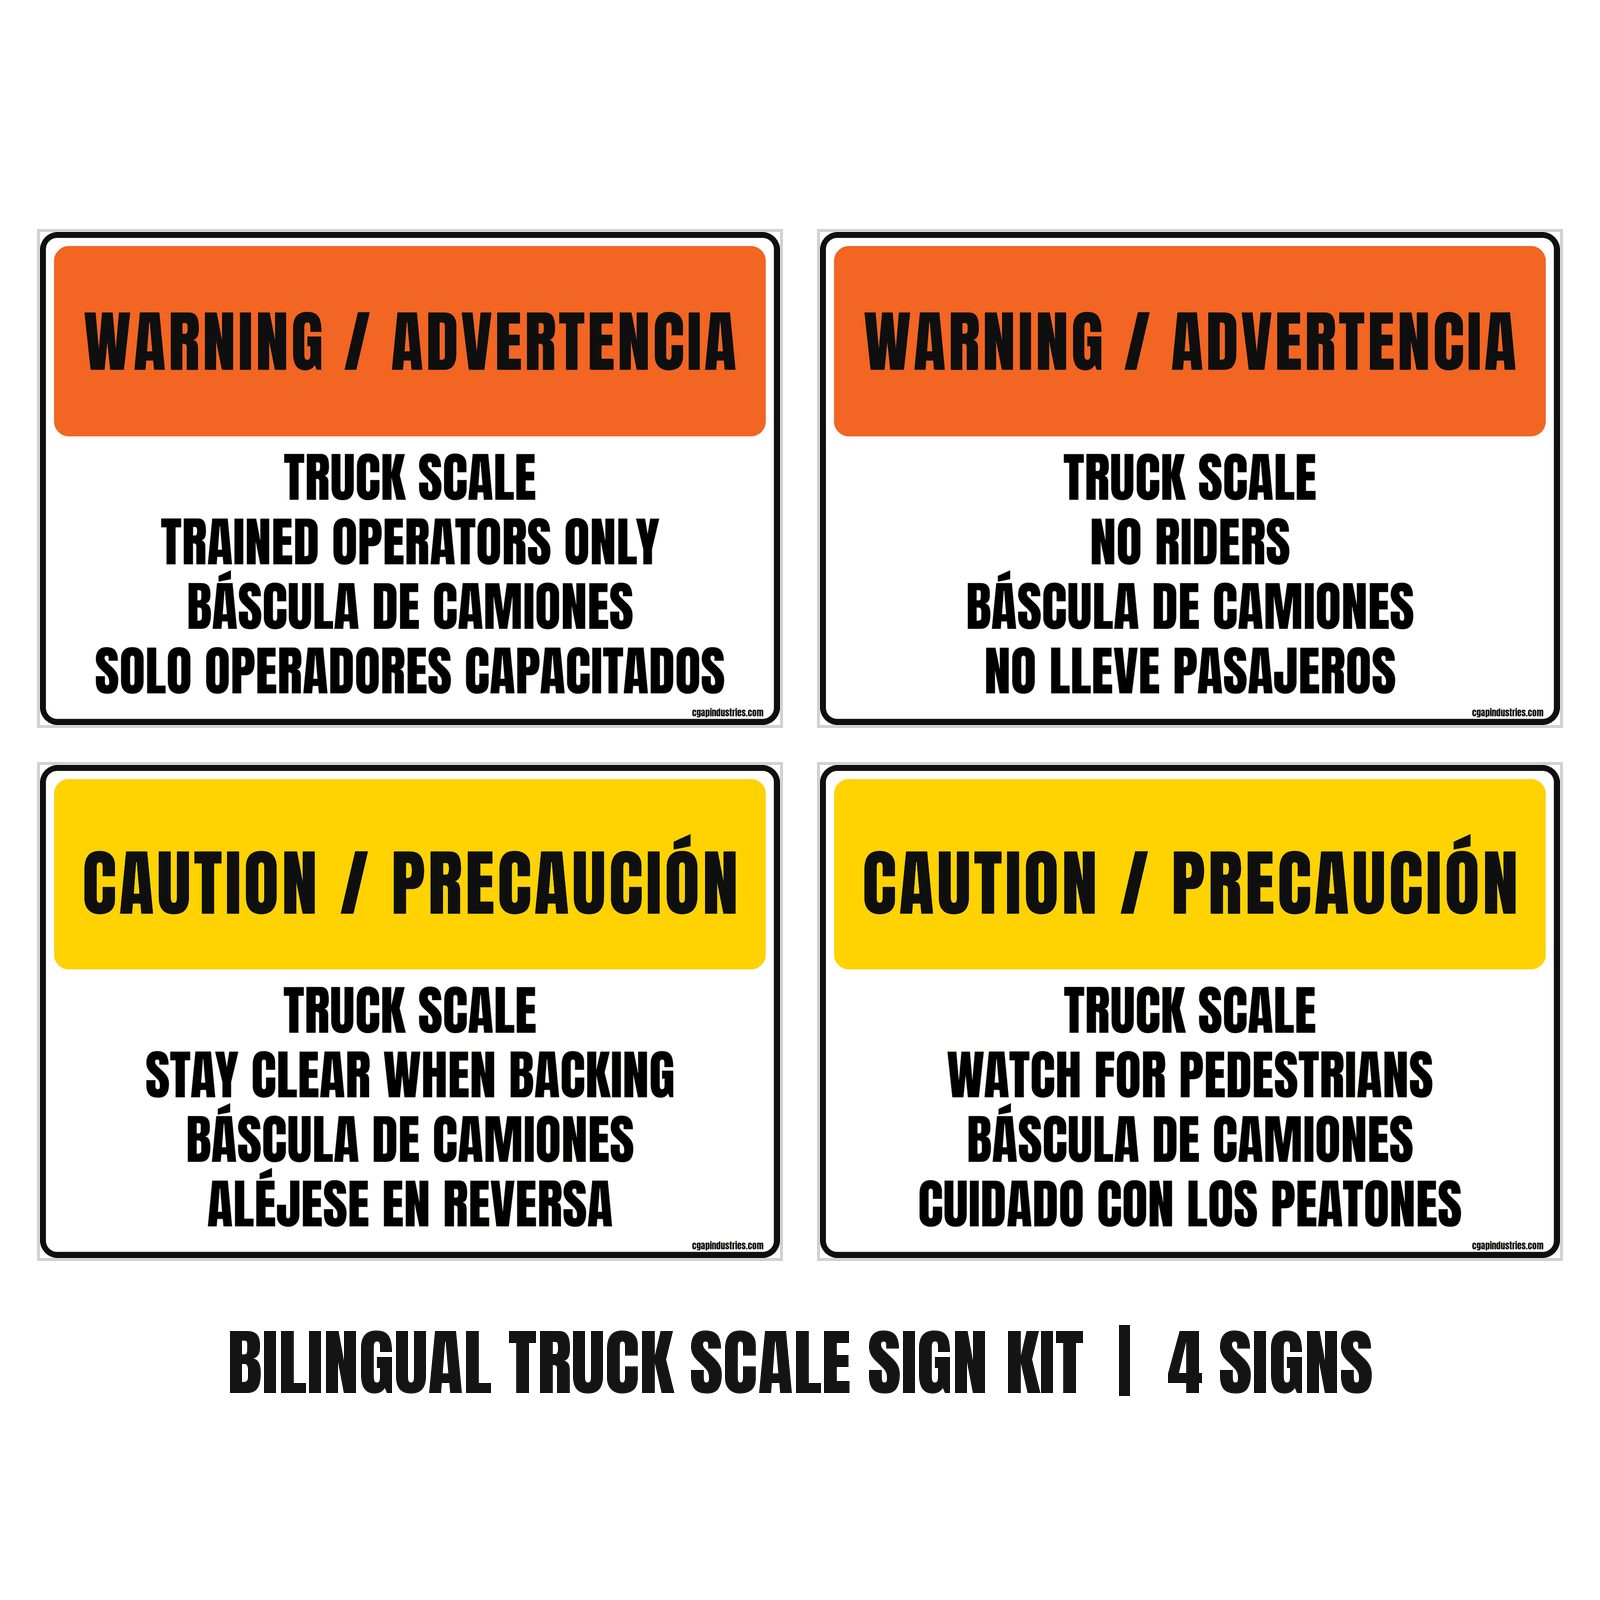 WARNING / ADVERTENCIA
TRUCK SCALE
TRAINED OPERATORS ONLY
BÁSCULA DE CAMIONES
SOLO OPERADORES CAPACITADOS
cgapindustries.com
WARNING / ADVERTENCIA
TRUCK SCALE
NO RIDERS
BÁSCULA DE CAMIONES
NO LLEVE PASAJEROS
cgapindustries.com
CAUTION / PRECAUCIÓN
TRUCK SCALE
STAY CLEAR WHEN BACKING
BÁSCULA DE CAMIONES
ALÉJESE EN REVERSA
cgapindustries.com
CAUTION / PRECAUCIÓN
TRUCK SCALE
WATCH FOR PEDESTRIANS
BÁSCULA DE CAMIONES
CUIDADO CON LOS PEATONES
cgapindustries.com
BILINGUAL TRUCK SCALE SIGN KIT | 4 SIGNS